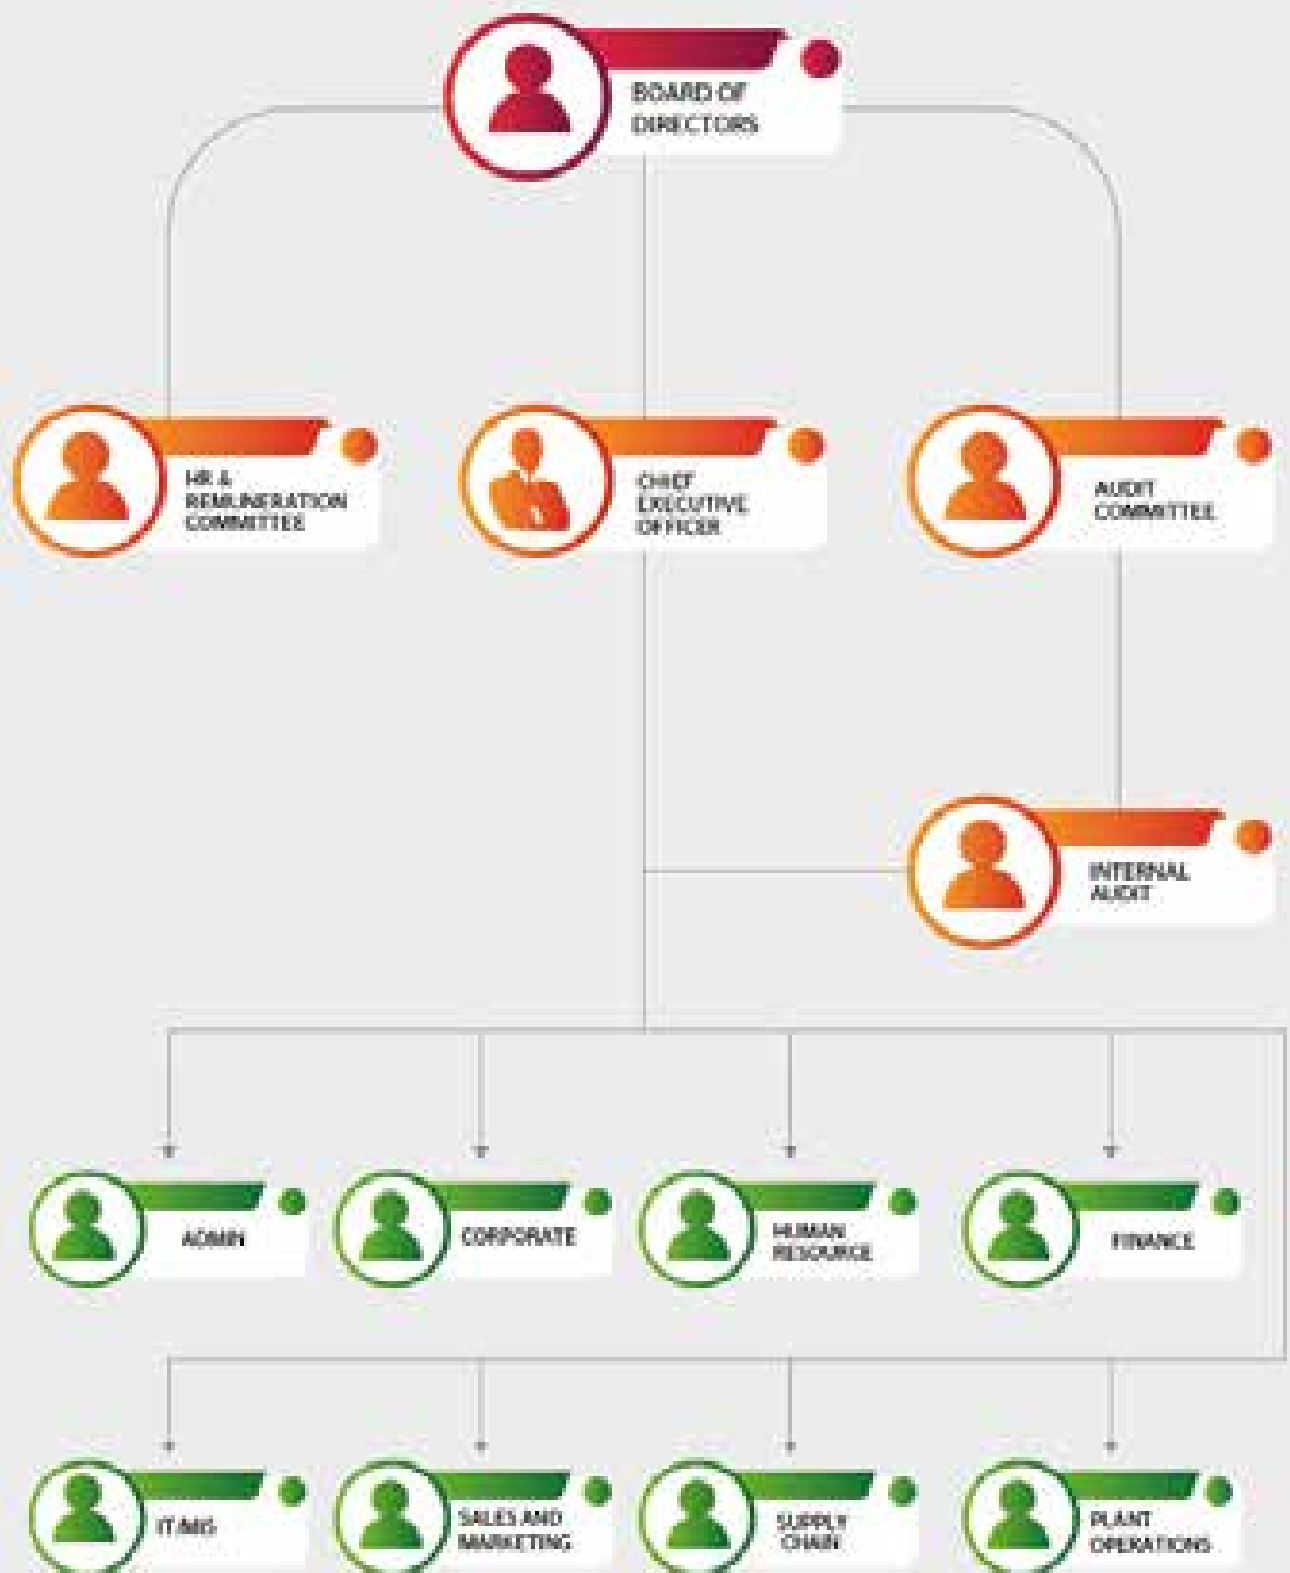 BOARD OF
DIRECTORS
HR &
REMUNERATION
COMMITTEE
CHIEF
EXECUTIVE
OFFICER
AUDIT
COMMITTEE
INTERNAL
AUDIT
ADMIN
CORPORATE
HUMAN
RESOURCE
FINANCE
IT/MIS
SALES AND
MARKETING
SUPPLY
CHAIN
PLANT
OPERATIONS